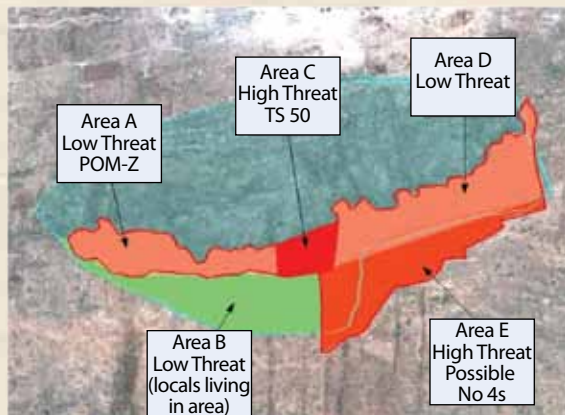 Area A
Low Threat
POM-Z
Area C
High Threat
TS 50
Area D
Low Threat
Area B
Low Threat
(locals living
in area)
Area E
High Threat
Possible
No 4s